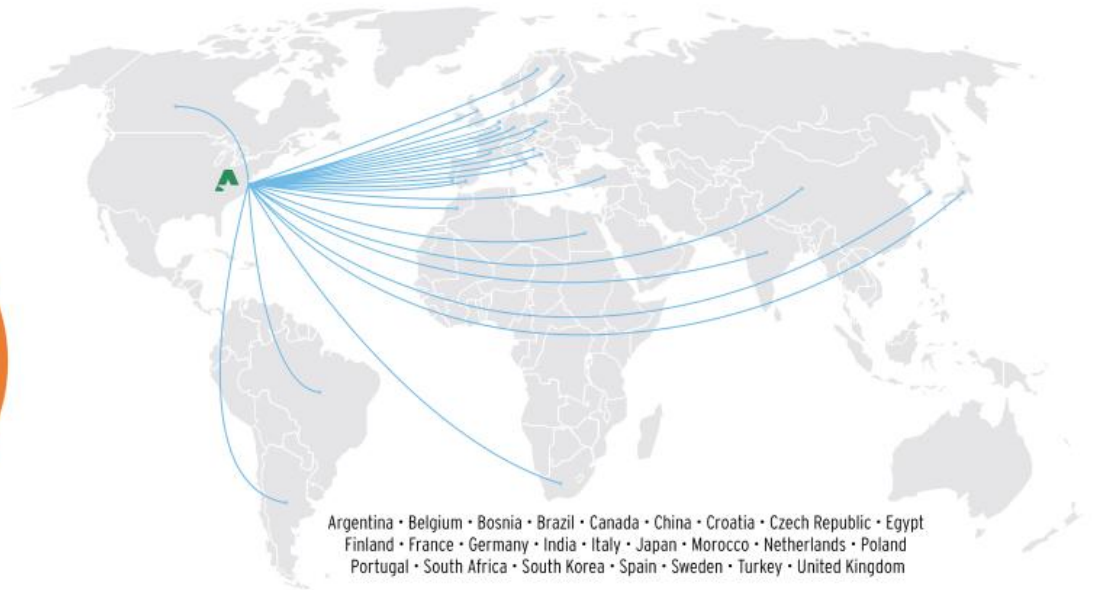 Argentina • Belgium • Bosnia • Brazil • Canada • China • Croatia • Czech Republic • Egypt
Finland • France • Germany • India • Italy • Japan • Morocco • Netherlands • Poland
Portugal • South Africa • South Korea • Spain • Sweden • Turkey • United Kingdom